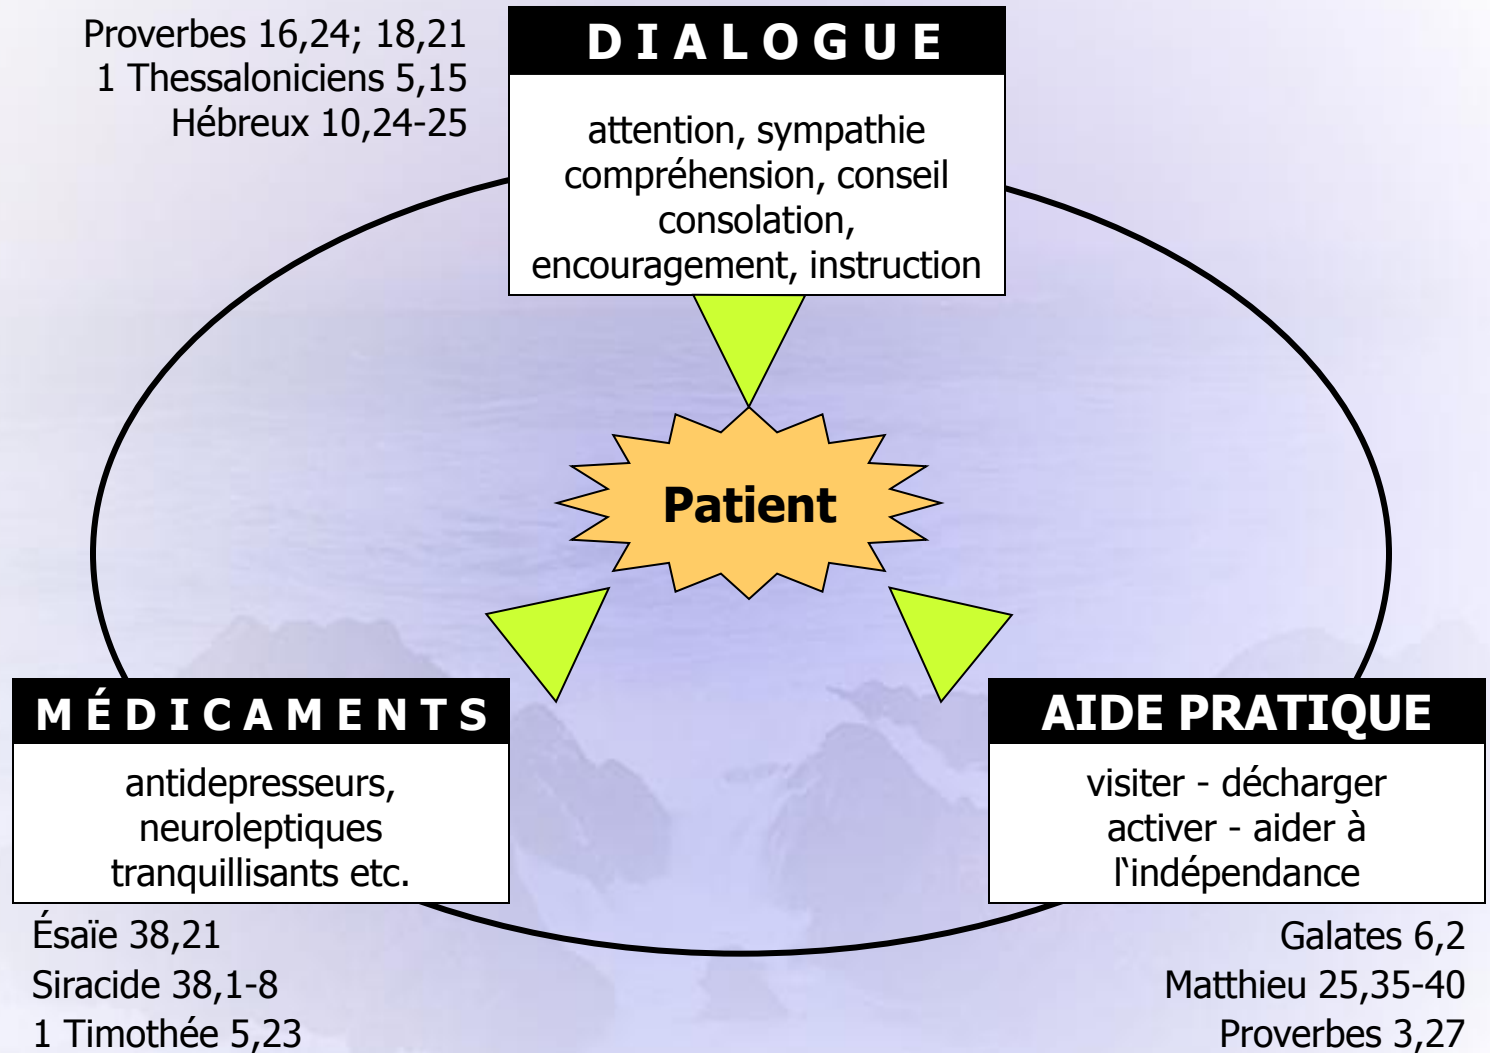 Proverbes 16,24; 18,21
1 Thessaloniciens 5,15
Hébreux 10,24-25
DIALOGUE
attention, sympathie
compréhension, conseil
consolation,
encouragement, instruction
Patient
MÉDICAMENTS
antidepresseurs,
neuroleptiques
tranquillisants etc.
Ésaïe 38,21
Siracide 38,1-8
1 Timothée 5,23
AIDE PRATIQUE
visiter - décharger
activer - aider à
l‘indépendance
Galates 6,2
Matthieu 25,35-40
Proverbes 3,27